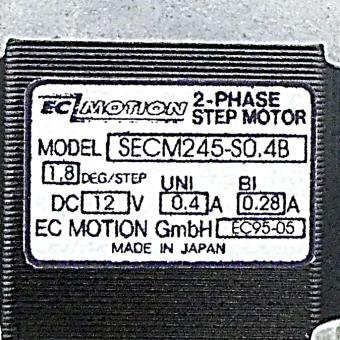 EC MOTION 2-PHASE
STEP MOTOR
MODEL SECM245-S0.4B
1.8 DEG/STEP UNI BI
DC 12 V 0.4 A 0.28 A
EC MOTION GmbH EC95-05
MADE IN JAPAN